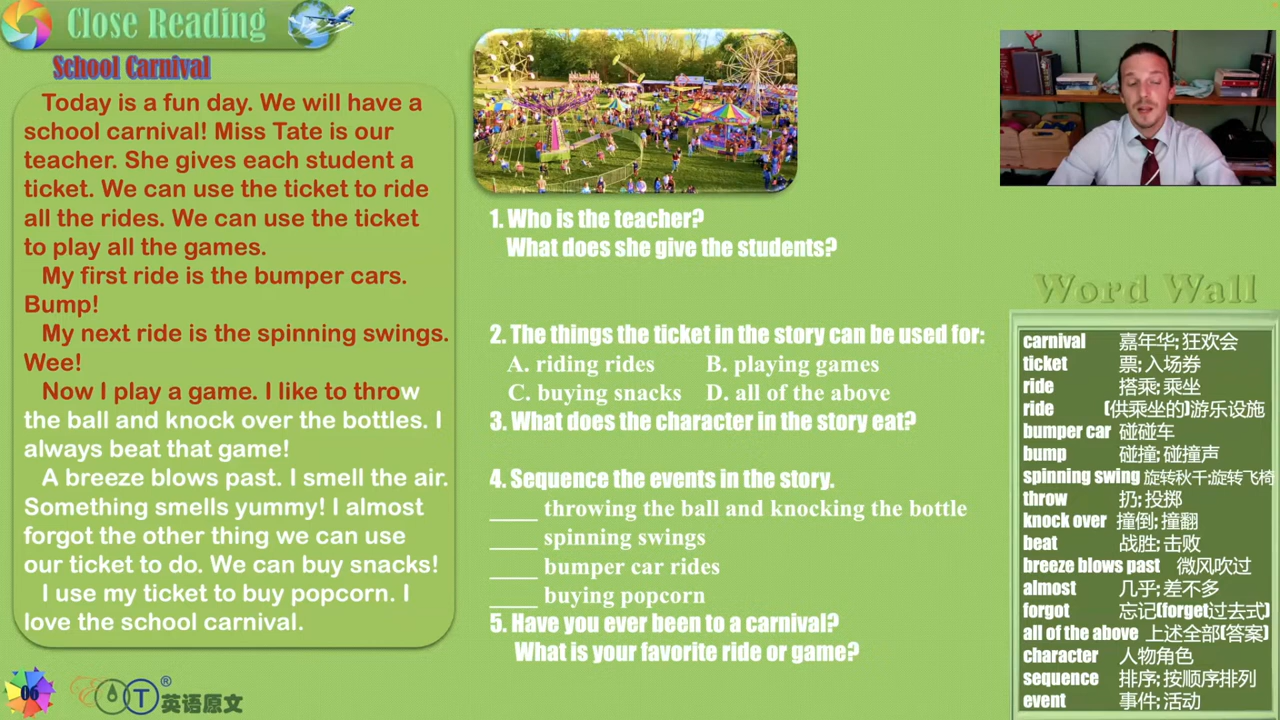 Close Reading
School Carnival
Today is a fun day. We will have a
school carnival! Miss Tate is our
teacher. She gives each student a
ticket. We can use the ticket to ride
all the rides. We can use the ticket
to play all the games.
My first ride is the bumper cars.
Bump!
My next ride is the spinning swings.
Wee!
Now I play a game. I like to throw
the ball and knock over the bottles. I
always beat that game!
A breeze blows past. I smell the air.
Something smells yummy! I almost
forgot the other thing we can use
our ticket to do. We can buy snacks!
I use my ticket to buy popcorn. I
love the school carnival.
06
®
英语原文
1. Who is the teacher?
What does she give the students?
2. The things the ticket in the story can be used for:
A. riding rides B. playing games
C. buying snacks D. all of the above
3. What does the character in the story eat?
4. Sequence the events in the story.
____ throwing the ball and knocking the bottle
____ spinning swings
____ bumper car rides
____ buying popcorn
5. Have you ever been to a carnival?
What is your favorite ride or game?
Word Wall
carnival 嘉年华; 狂欢会
ticket 票; 入场券
ride 搭乘; 乘坐
ride (供乘坐的)游乐设施
bumper car 碰碰车
bump 碰撞; 碰撞声
spinning swing 旋转秋千;旋转飞椅
throw 扔; 投掷
knock over 撞倒; 撞翻
beat 战胜; 击败
breeze blows past 微风吹过
almost 几乎; 差不多
forgot 忘记(forget过去式)
all of the above 上述全部(答案)
character 人物角色
sequence 排序; 按顺序排列
event 事件; 活动